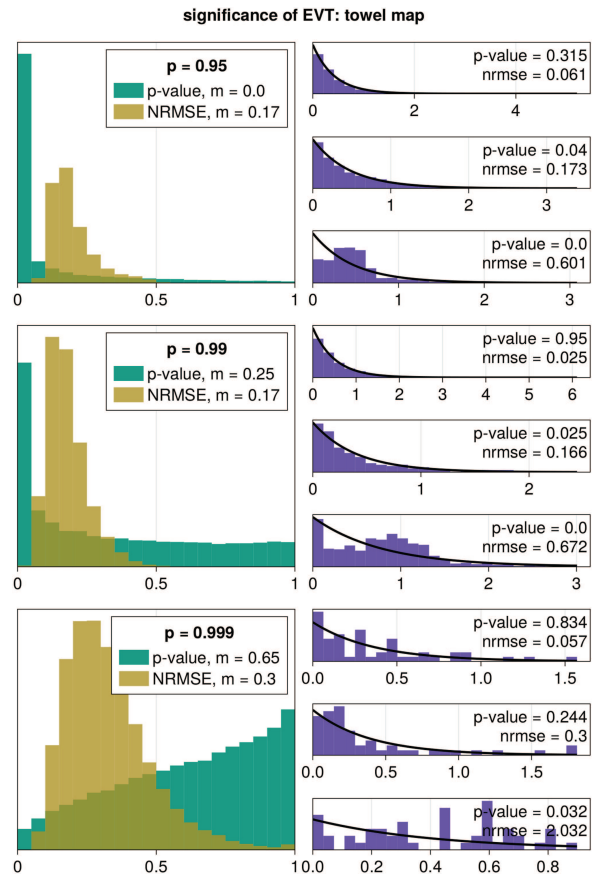 significance of EVT: towel map
p = 0.95
p-value, m = 0.0
NRMSE, m = 0.17
0 0.5 1
p-value = 0.315
nrmse = 0.061
0 2 4
p-value = 0.04
nrmse = 0.173
0 1 2 3
p-value = 0.0
nrmse = 0.601
0 1 2 3
p = 0.99
p-value, m = 0.25
NRMSE, m = 0.17
0 0.5 1
p-value = 0.95
nrmse = 0.025
0 1 2 3 4 5 6
p-value = 0.025
nrmse = 0.166
0 1 2
p-value = 0.0
nrmse = 0.672
0 1 2 3
p = 0.999
p-value, m = 0.65
NRMSE, m = 0.3
0 0.5 1
p-value = 0.834
nrmse = 0.057
0.0 0.5 1.0 1.5
p-value = 0.244
nrmse = 0.3
0.0 0.5 1.0 1.5
p-value = 0.032
nrmse = 2.032
0.0 0.2 0.4 0.6 0.8